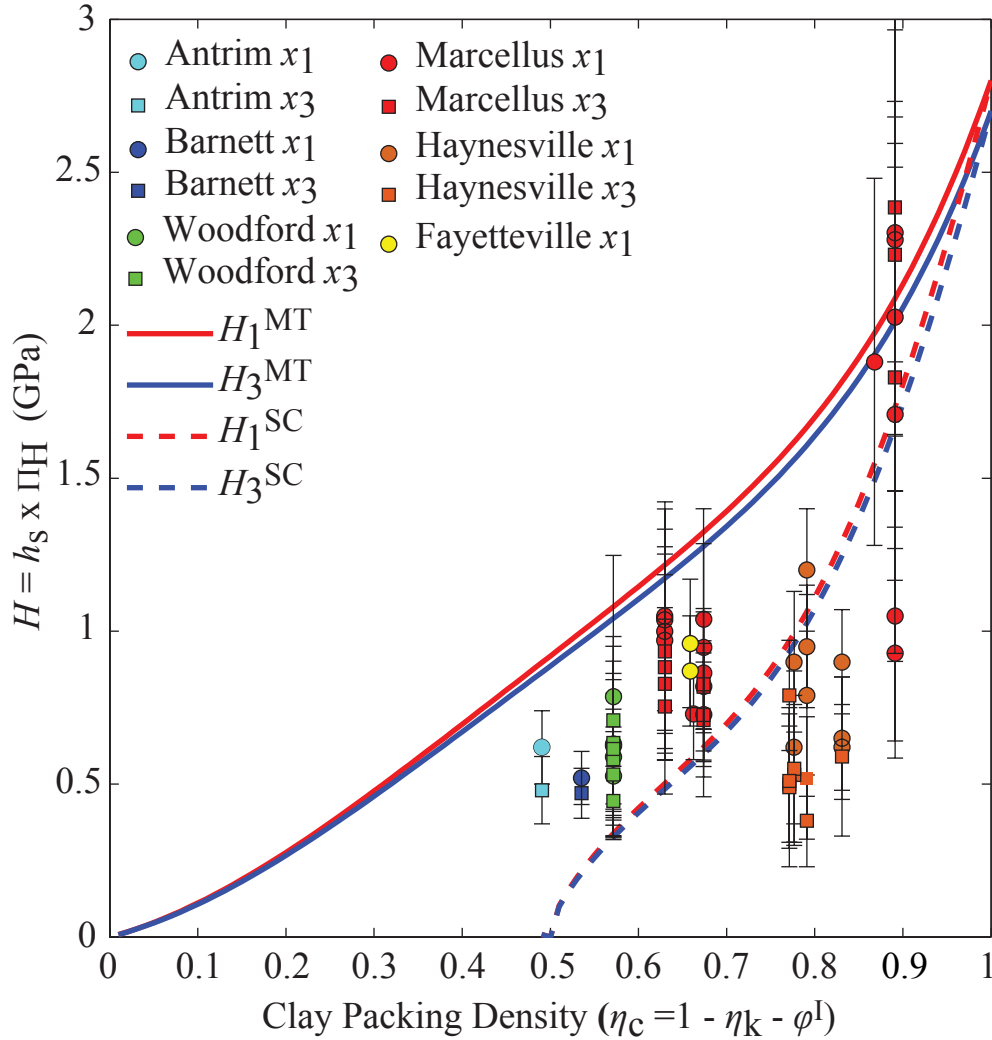 3
2.5
2
1.5
1
0.5
0
H = hs x ΠH (GPa)
Antrim x1
Antrim x3
Barnett x1
Barnett x3
Woodford x1
Woodford x3
Marcellus x1
Marcellus x3
Haynesville x1
Haynesville x3
Fayetteville x1
H1MT
H3MT
H1SC
H3SC
0 0.1 0.2 0.3 0.4 0.5 0.6 0.7 0.8 0.9 1
Clay Packing Density (ηc =1 - ηk - φI)